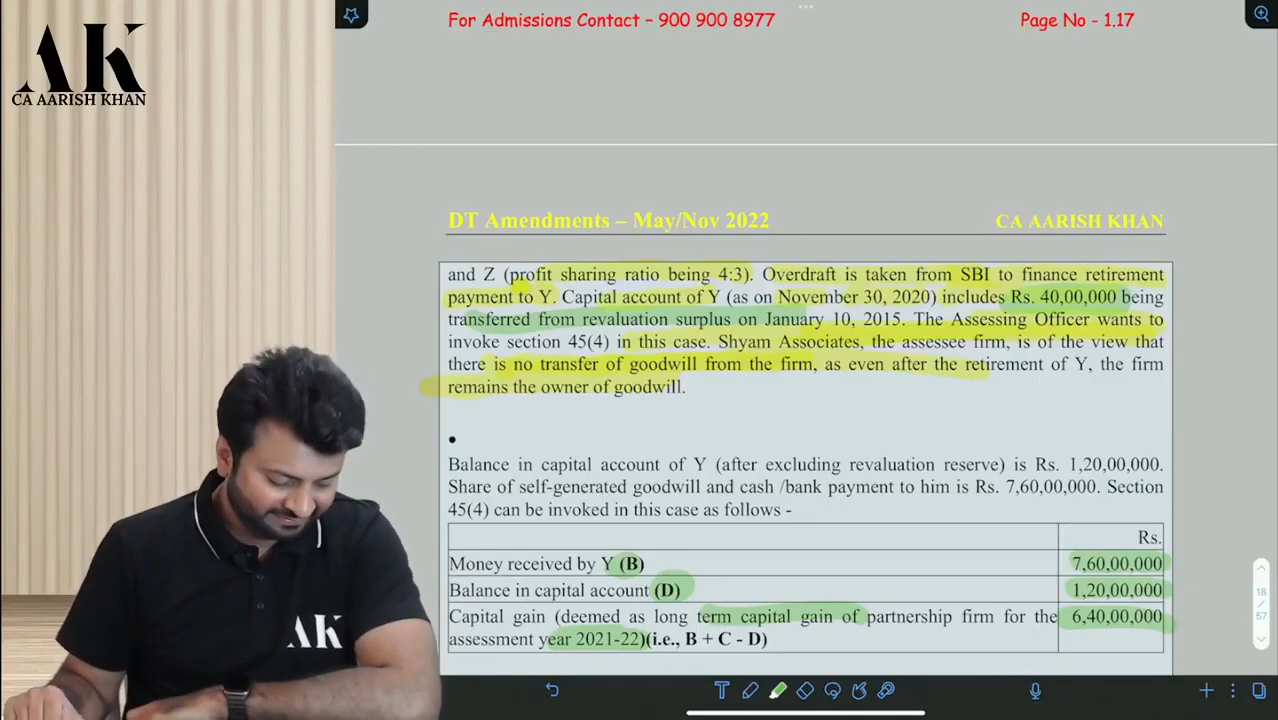 For Admissions Contact – 900 900 8977
Page No - 1.17
AK
CA AARISH KHAN
DT Amendments – May/Nov 2022
CA AARISH KHAN
and Z (profit sharing ratio being 4:3). Overdraft is taken from SBI to finance retirement
payment to Y. Capital account of Y (as on November 30, 2020) includes Rs. 40,00,000 being
transferred from revaluation surplus on January 10, 2015. The Assessing Officer wants to
invoke section 45(4) in this case. Shyam Associates, the assessee firm, is of the view that
there is no transfer of goodwill from the firm, as even after the retirement of Y, the firm
remains the owner of goodwill.
•
Balance in capital account of Y (after excluding revaluation reserve) is Rs. 1,20,00,000.
Share of self-generated goodwill and cash /bank payment to him is Rs. 7,60,00,000. Section
45(4) can be invoked in this case as follows -
Rs.
Money received by Y (B) 7,60,00,000
Balance in capital account (D) 1,20,00,000
Capital gain (deemed as long term capital gain of partnership firm for the 6,40,00,000
assessment year 2021-22)(i.e., B + C - D)
AK
18
/
57
T